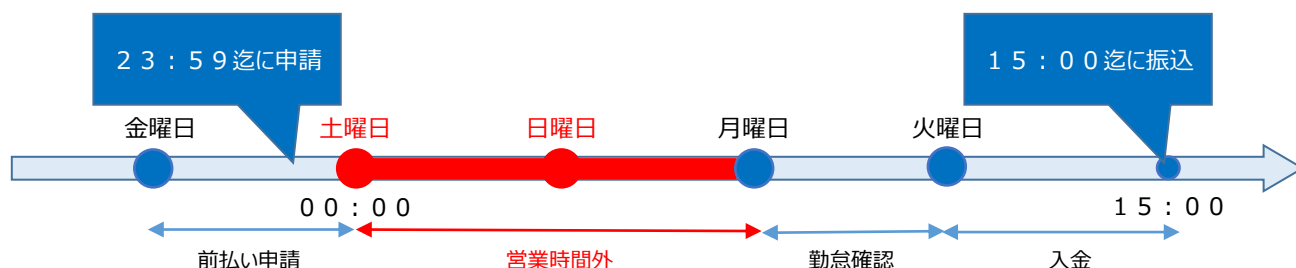 ２３：５９迄に申請
１５：００迄に振込
金曜日
土曜日
日曜日
月曜日
火曜日
００：００
１５：００
前払い申請
営業時間外
勤怠確認
入金